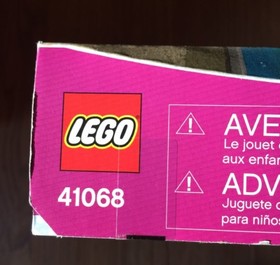 LEGO
41068
AVE
Le jouet
aux enfan
ADV
Juguete
para niños